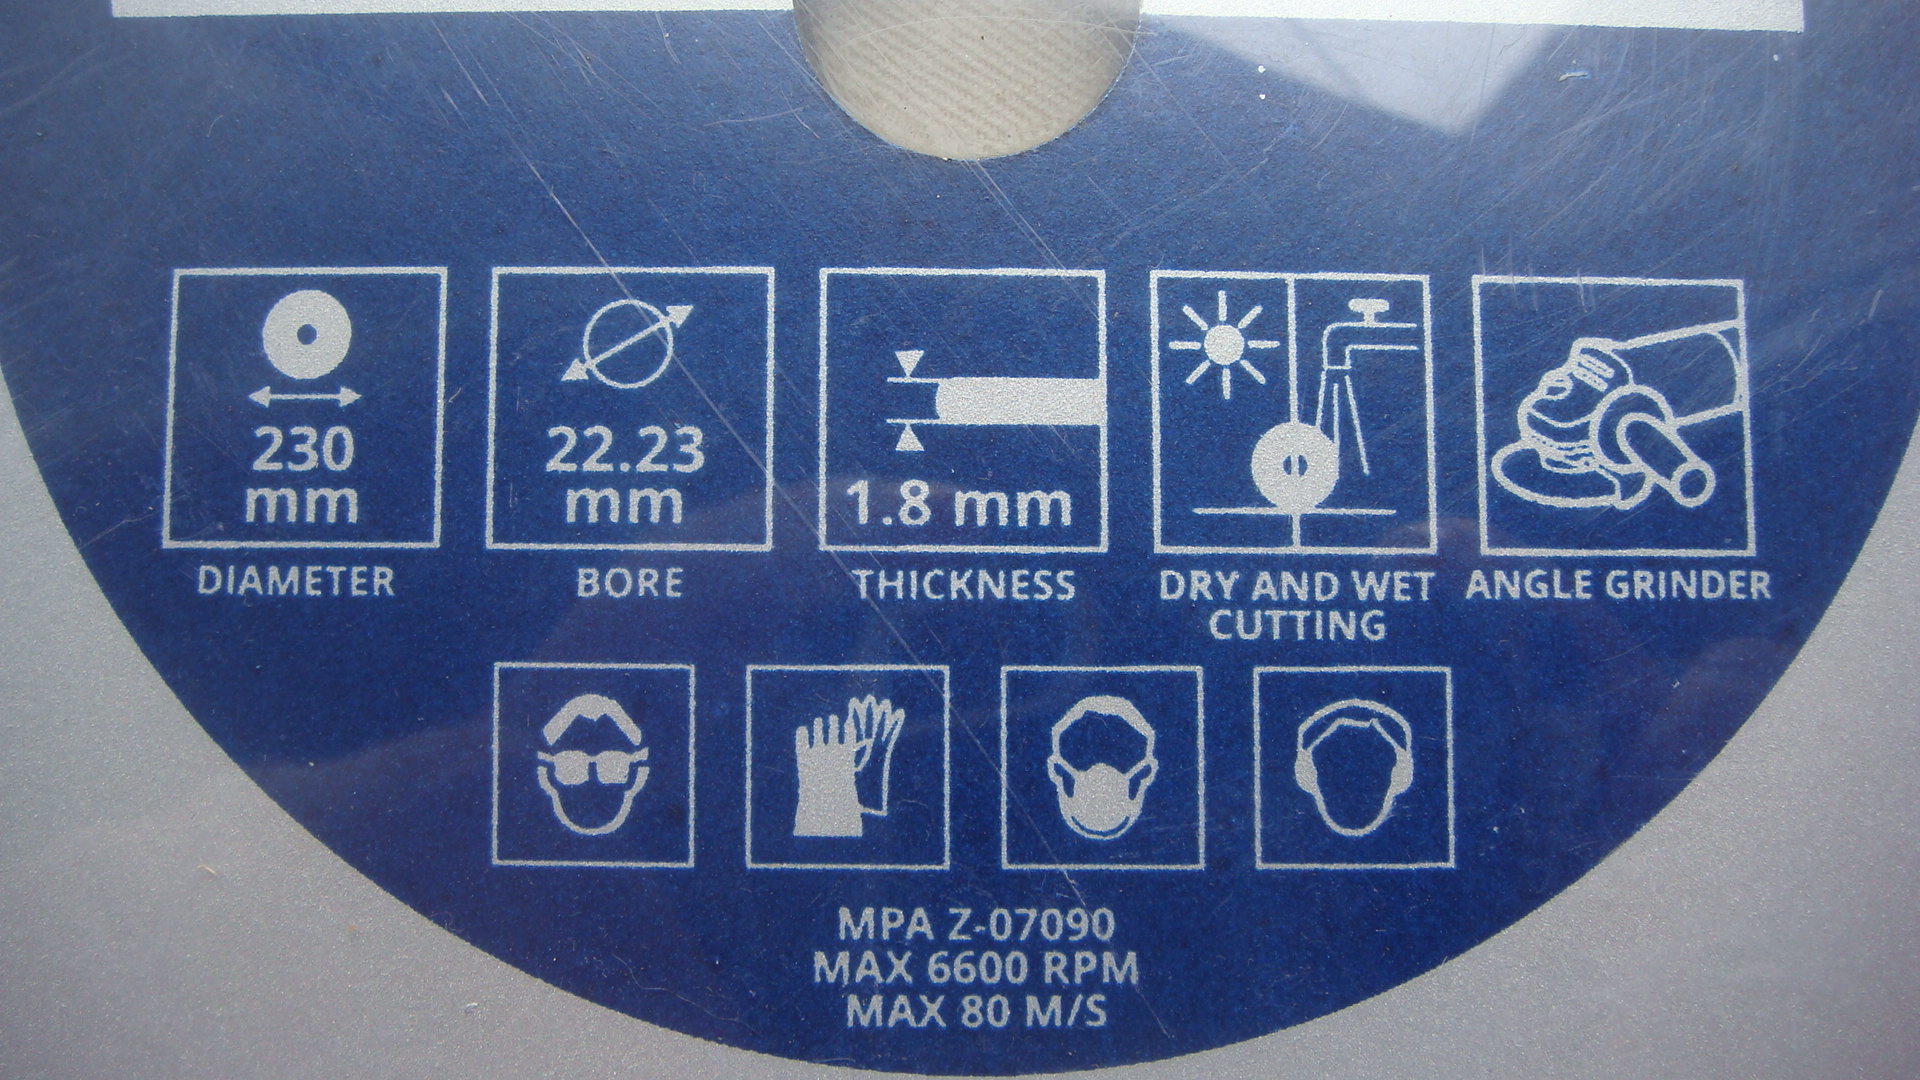 230
mm
22.23
mm
1.8 mm
DIAMETER
BORE
THICKNESS
DRY AND WET
CUTTING
ANGLE GRINDER
MPA Z-07090
MAX 6600 RPM
MAX 80 M/S